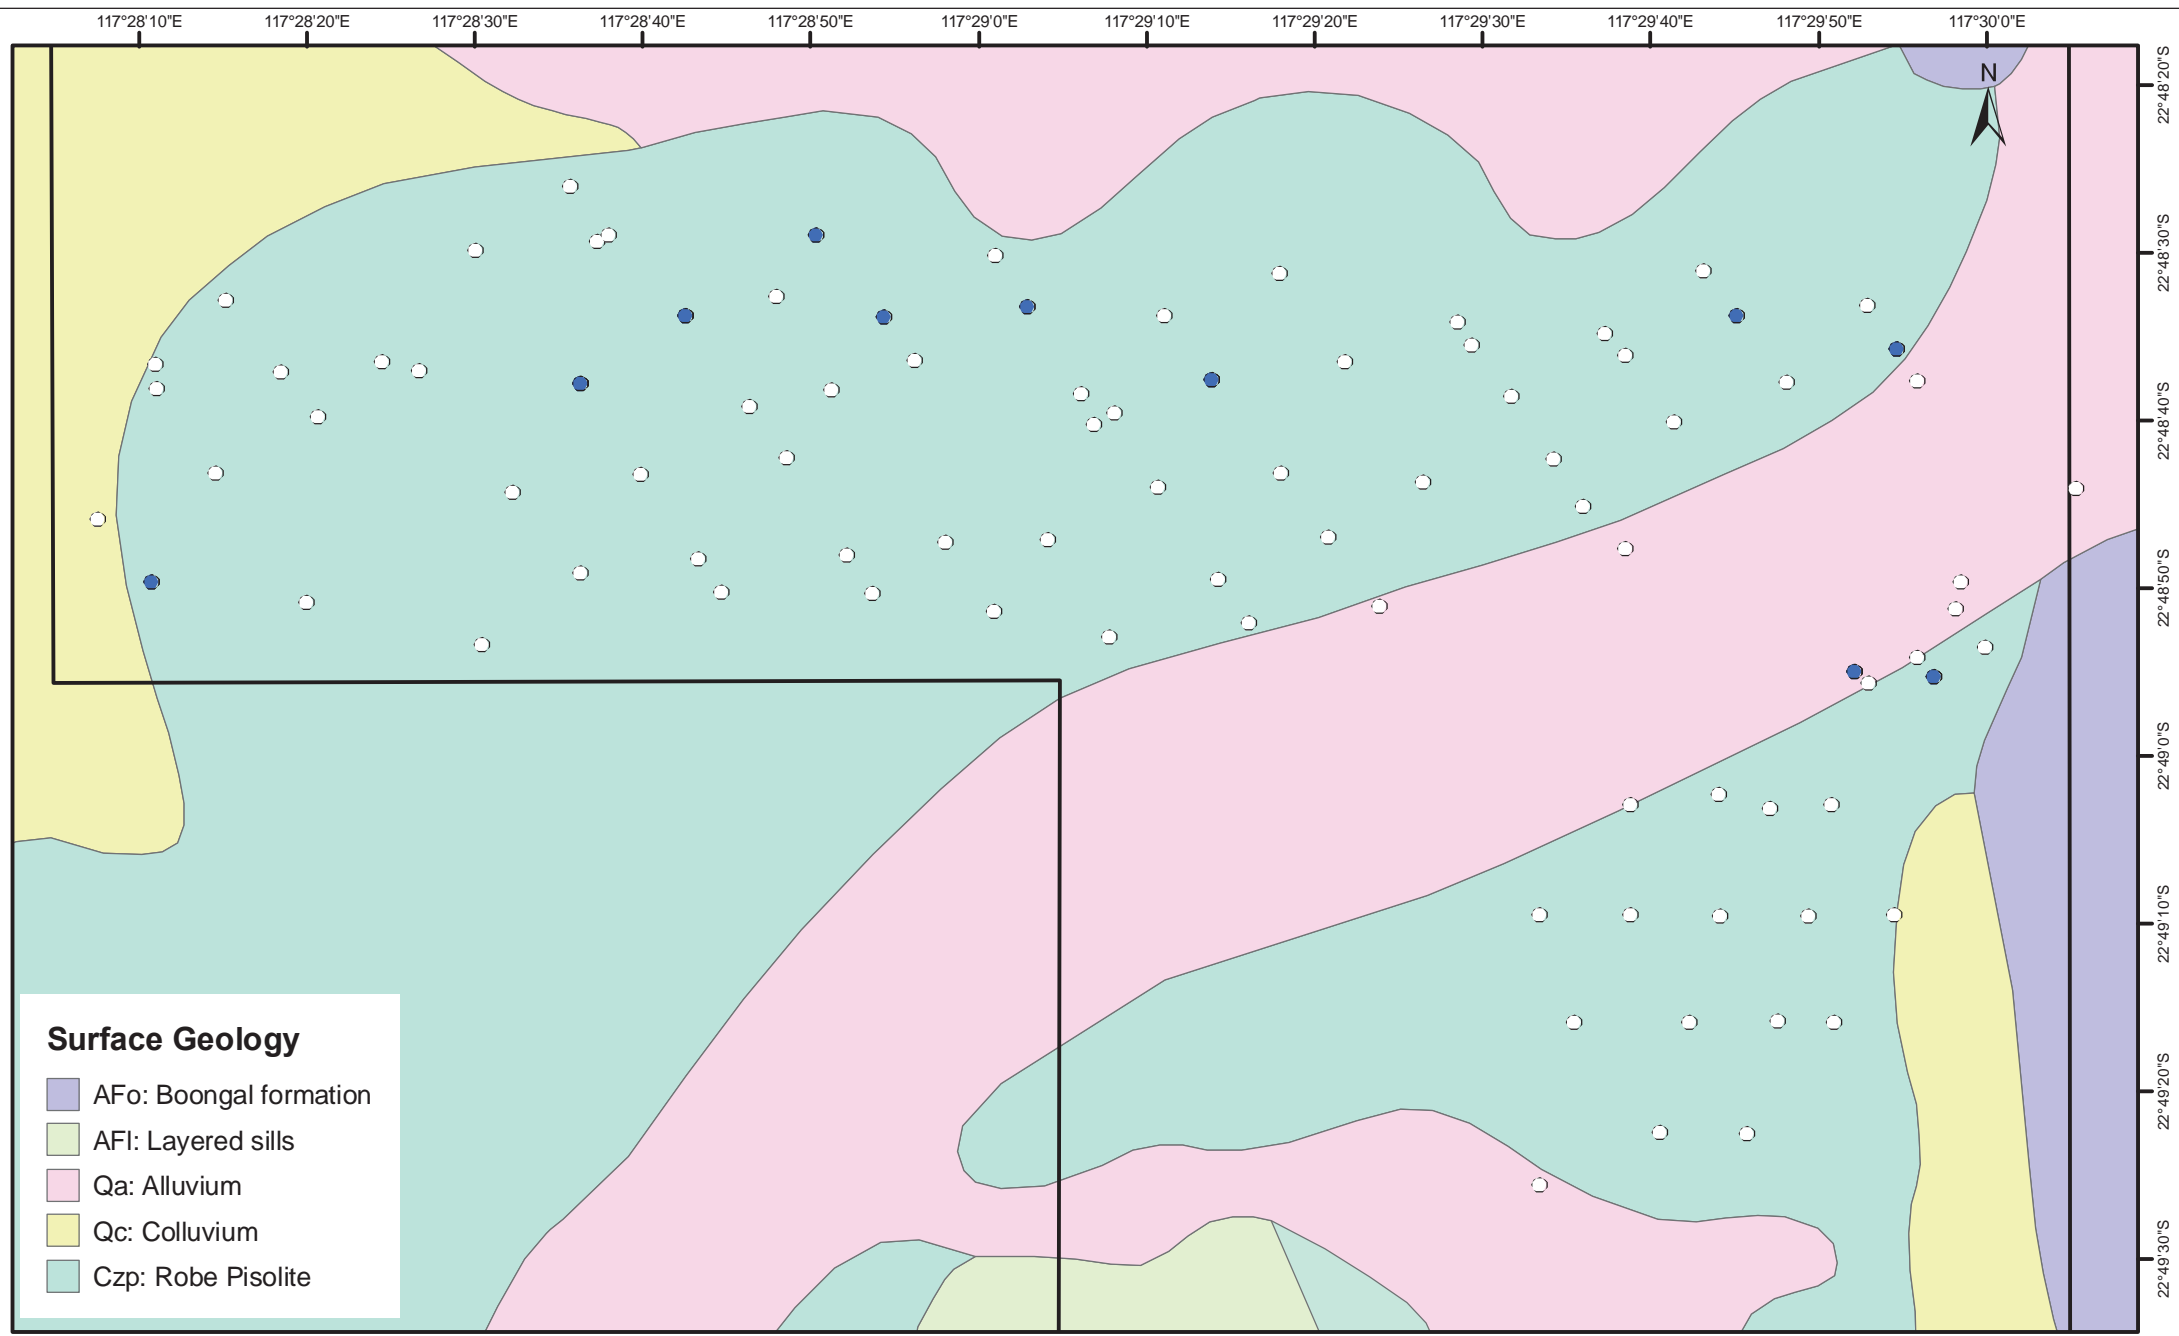 117°28'10"E 117°28'20"E 117°28'30"E 117°28'40"E 117°28'50"E 117°29'0"E 117°29'10"E 117°29'20"E 117°29'30"E 117°29'40"E 117°29'50"E 117°30'0"E
N
22°48'20"S
22°48'30"S
22°48'40"S
22°48'50"S
22°49'0"S
22°49'10"S
22°49'20"S
22°49'30"S
Surface Geology
AFo: Boongal formation
AFl: Layered sills
Qa: Alluvium
Qc: Colluvium
Czp: Robe Pisolite